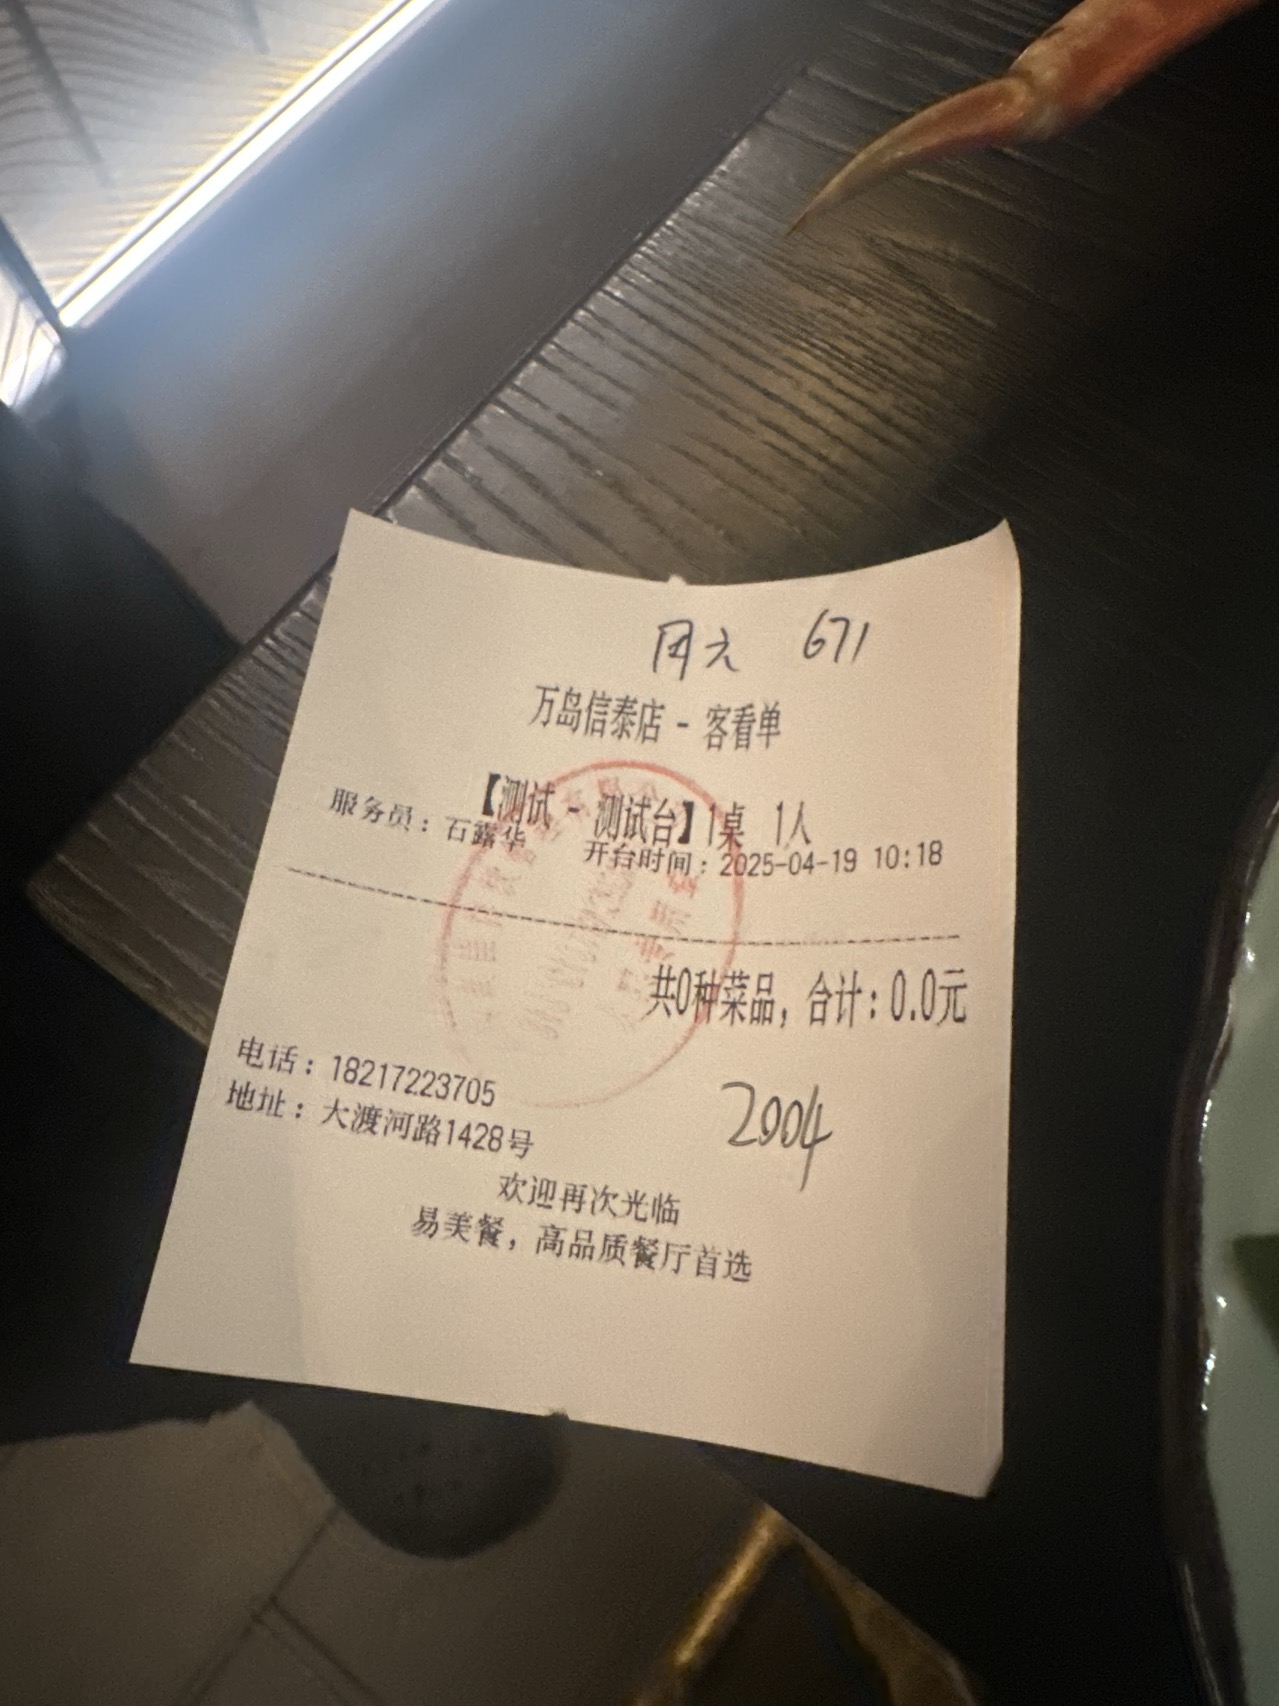 671
万岛信泰店 - 客看单
【测试 - 测试台】1桌 1人
服务员：石露华 开台时间：2025-04-19 10:18
共0种菜品，合计：0.0元
电话：18217223705
2004
地址：大渡河路1428号
欢迎再次光临
易美餐，高品质餐厅首选